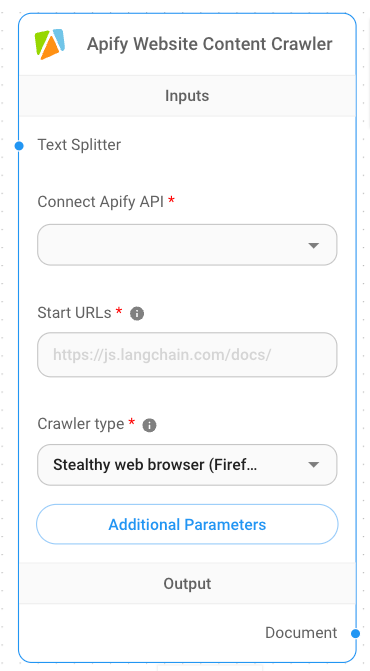 Apify Website Content Crawler
Inputs
Text Splitter
Connect Apify API *
Start URLs *
https://js.langchain.com/docs/
Crawler type *
Stealthy web browser (Firef...
Additional Parameters
Output
Document